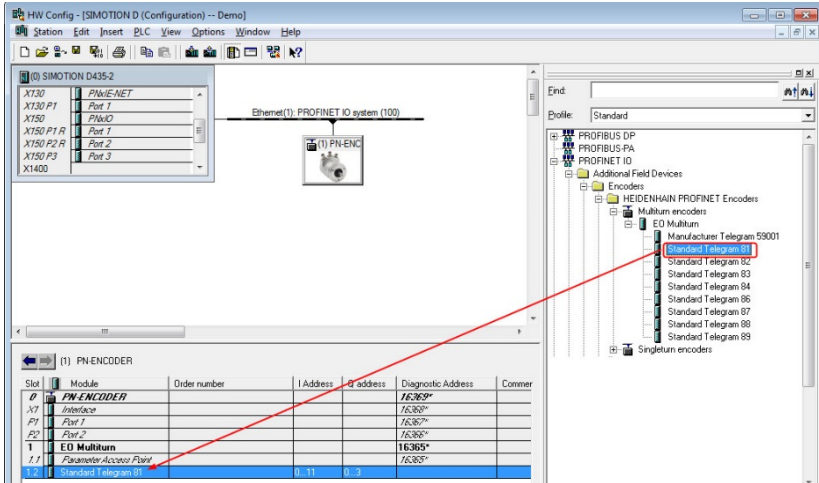 HW Config - [SIMOTION D (Configuration) -- Demo]
Station Edit Insert PLC View Options Window Help
(0) SIMOTION D435-2
X130 PNxIE-NET
X130 P1 Port 1
X150 PNxIO
X150 P1 R Port 1
X150 P2 R Port 2
X150 P3 Port 3
X1400
Ethernet(1): PROFINET IO system (100)
(1) PN-ENC
Find:
Profile: Standard
PROFIBUS DP
PROFIBUS-PA
PROFINET IO
Additional Field Devices
Encoders
HEIDENHAIN PROFINET Encoders
Multiturn encoders
EO Multiturn
Manufacturer Telegram 59001
Standard Telegram 81
Standard Telegram 82
Standard Telegram 83
Standard Telegram 84
Standard Telegram 86
Standard Telegram 87
Standard Telegram 88
Standard Telegram 89
Singleturn encoders
(1) PN-ENCODER
Slot Module Order number I Address Q address Diagnostic Address Commer
0 PN-ENCODER 16369*
X1 Interface 16368*
P1 Port 1 16367*
P2 Port 2 16366*
1 EO Multiturn 16365*
1.1 Parameter Access Point 16365*
1.2 Standard Telegram 81 0...11 0...3